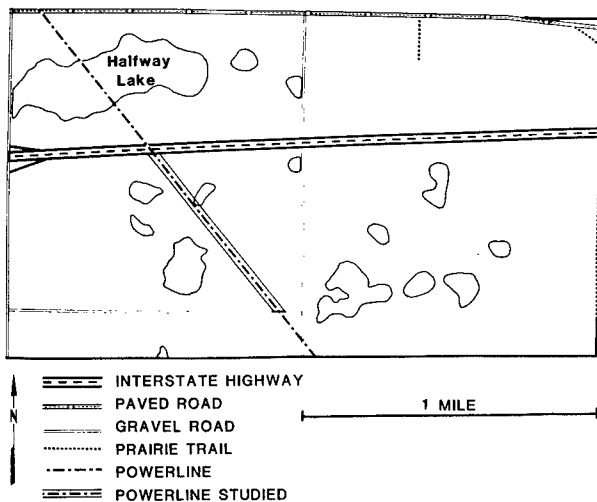 Halfway
Lake
INTERSTATE HIGHWAY
PAVED ROAD
GRAVEL ROAD
PRAIRIE TRAIL
POWERLINE
POWERLINE STUDIED
N
1 MILE